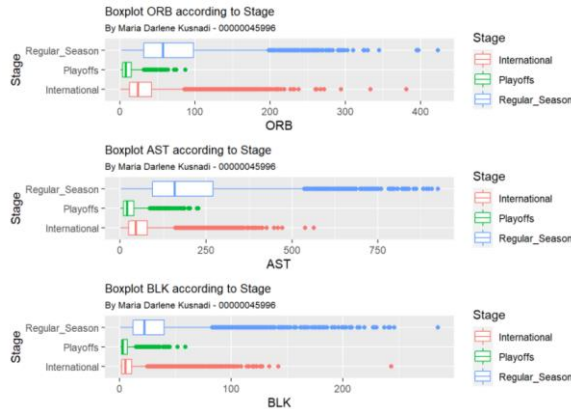 Boxplot ORB according to Stage
By Maria Darlene Kusnadi - 00000045996
Stage
Regular_Season
Playoffs
International
0 100 200 300 400
ORB
Stage
International
Playoffs
Regular_Season
Boxplot AST according to Stage
By Maria Darlene Kusnadi - 00000045996
Stage
Regular_Season
Playoffs
International
0 250 500 750
AST
Stage
International
Playoffs
Regular_Season
Boxplot BLK according to Stage
By Maria Darlene Kusnadi - 00000045996
Stage
Regular_Season
Playoffs
International
0 100 200
BLK
Stage
International
Playoffs
Regular_Season